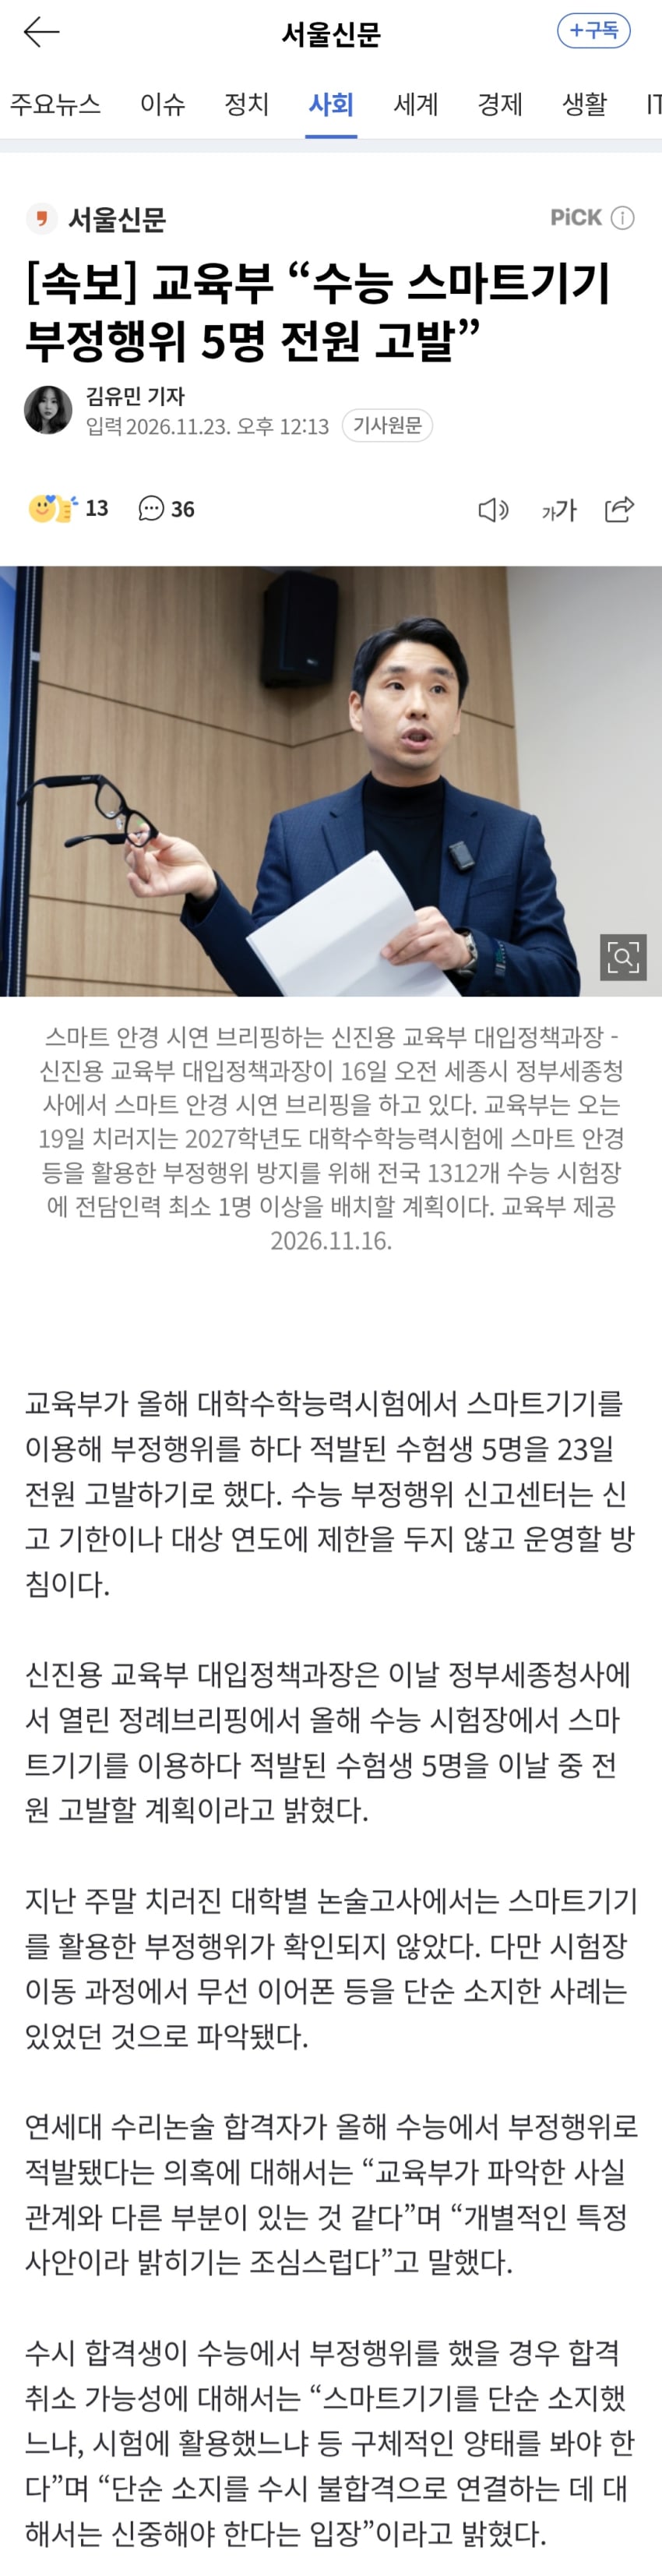 서울신문
+구독
주요뉴스 이슈 정치 사회 세계 경제 생활 IT
서울신문
PiCK
[속보] 교육부 “수능 스마트기기
부정행위 5명 전원 고발”
김유민 기자
입력 2026.11.23. 오후 12:13 기사원문
13 36
가가
스마트 안경 시연 브리핑하는 신진용 교육부 대입정책과장 -
신진용 교육부 대입정책과장이 16일 오전 세종시 정부세종청
사에서 스마트 안경 시연 브리핑을 하고 있다. 교육부는 오는
19일 치러지는 2027학년도 대학수학능력시험에 스마트 안경
등을 활용한 부정행위 방지를 위해 전국 1312개 수능 시험장
에 전담인력 최소 1명 이상을 배치할 계획이다. 교육부 제공
2026.11.16.
교육부가 올해 대학수학능력시험에서 스마트기기를
이용해 부정행위를 하다 적발된 수험생 5명을 23일
전원 고발하기로 했다. 수능 부정행위 신고센터는 신
고 기한이나 대상 연도에 제한을 두지 않고 운영할 방
침이다.
신진용 교육부 대입정책과장은 이날 정부세종청사에
서 열린 정례브리핑에서 올해 수능 시험장에서 스마
트기기를 이용하다 적발된 수험생 5명을 이날 중 전
원 고발할 계획이라고 밝혔다.
지난 주말 치러진 대학별 논술고사에서는 스마트기기
를 활용한 부정행위가 확인되지 않았다. 다만 시험장
이동 과정에서 무선 이어폰 등을 단순 소지한 사례는
있었던 것으로 파악됐다.
연세대 수리논술 합격자가 올해 수능에서 부정행위로
적발됐다는 의혹에 대해서는 “교육부가 파악한 사실
관계와 다른 부분이 있는 것 같다”며 “개별적인 특정
사안이라 밝히기는 조심스럽다”고 말했다.
수시 합격생이 수능에서 부정행위를 했을 경우 합격
취소 가능성에 대해서는 “스마트기기를 단순 소지했
느냐, 시험에 활용했느냐 등 구체적인 양태를 봐야 한
다”며 “단순 소지를 수시 불합격으로 연결하는 데 대
해서는 신중해야 한다는 입장”이라고 밝혔다.